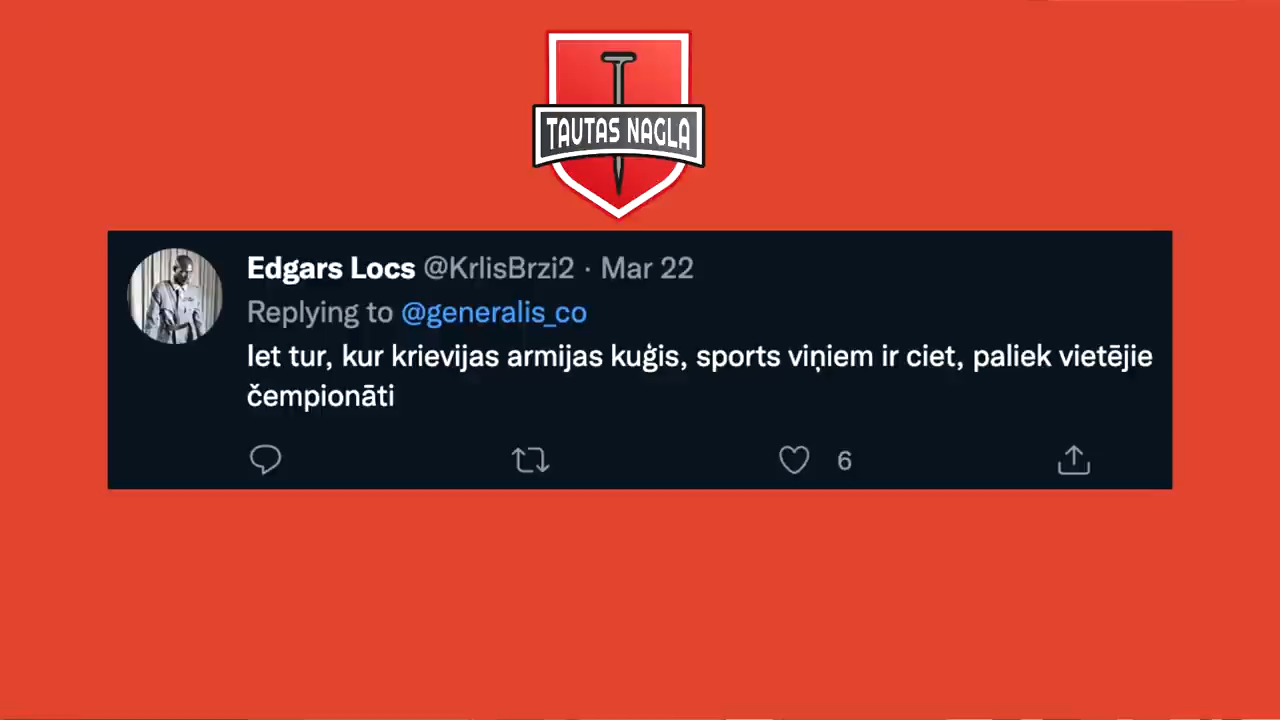 TAUTAS NAGLA
Edgars Locs @KrlisBrzi2 · Mar 22
Replying to @generalis_co
Iet tur, kur krievijas armijas kuģis, sports viņiem ir ciet, paliek vietējie
čempionāti
6